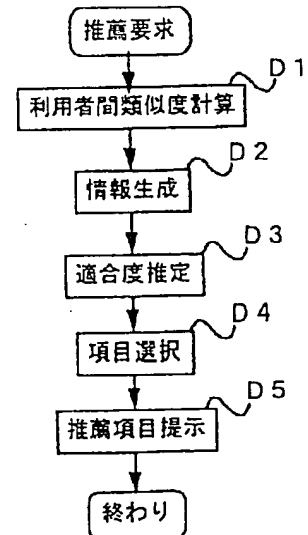 推薦要求
D1
利用者間類似度計算
D2
情報生成
D3
適合度推定
D4
項目選択
D5
推薦項目提示
終わり